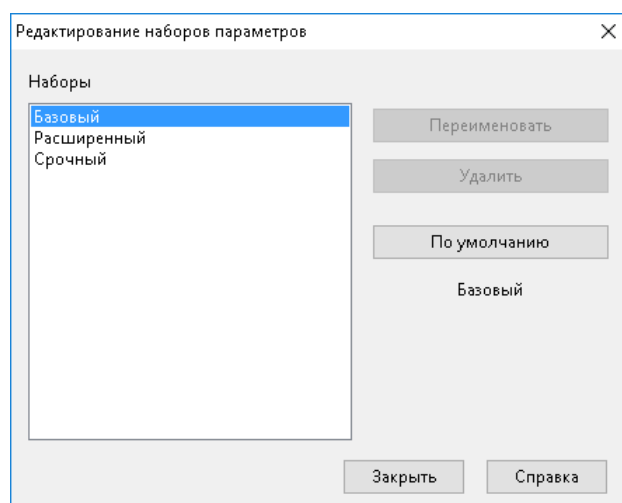 Редактирование наборов параметров
Наборы
Базовый
Расширенный
Срочный
Переименовать
Удалить
По умолчанию
Базовый
Закрыть
Справка